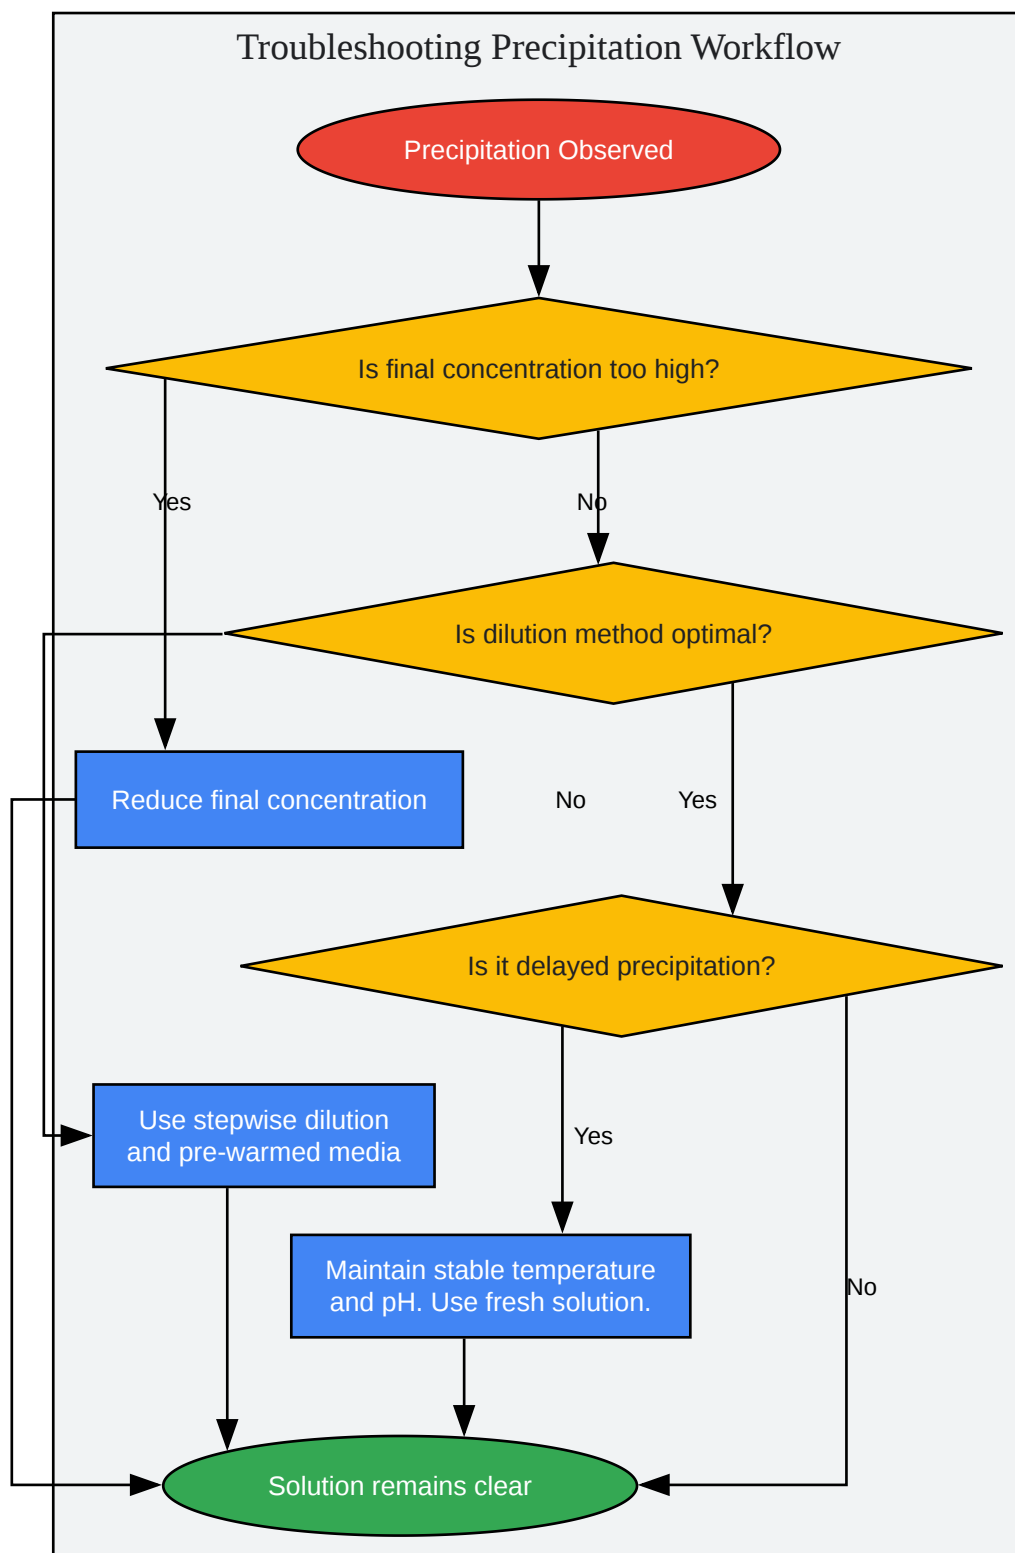 Troubleshooting Precipitation Workflow
Precipitation Observed
Is final concentration too high?
Yes
No
Is dilution method optimal?
Reduce final concentration
No
Yes
Is it delayed precipitation?
Use stepwise dilution
and pre-warmed media
Yes
Maintain stable temperature
and pH. Use fresh solution.
No
Solution remains clear